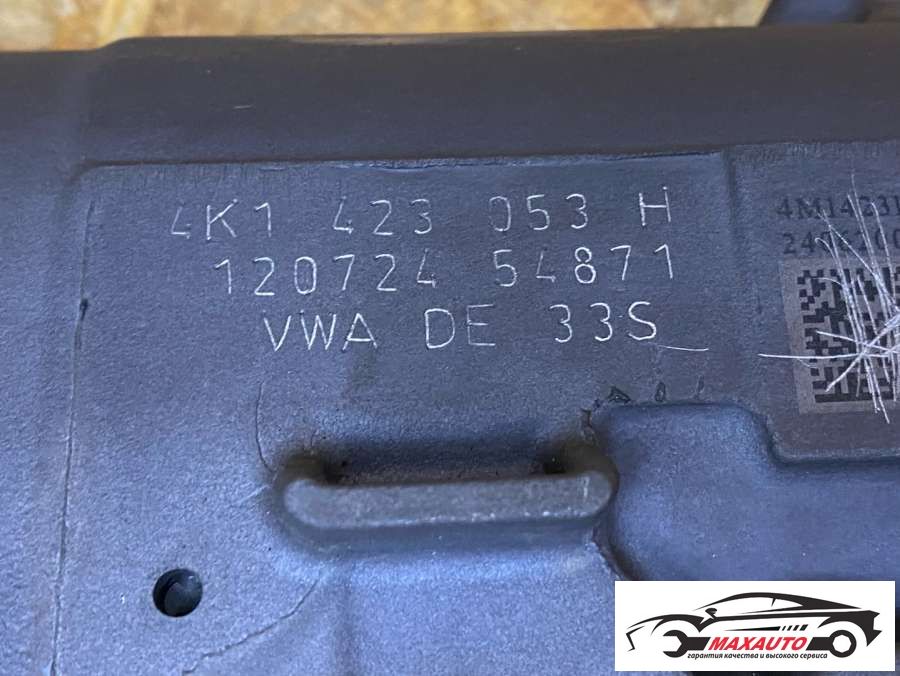 4K1 423 053 H
120724 54871
VWA DE 33S
MAXAUTO
гарантия качества и высокого сервиса